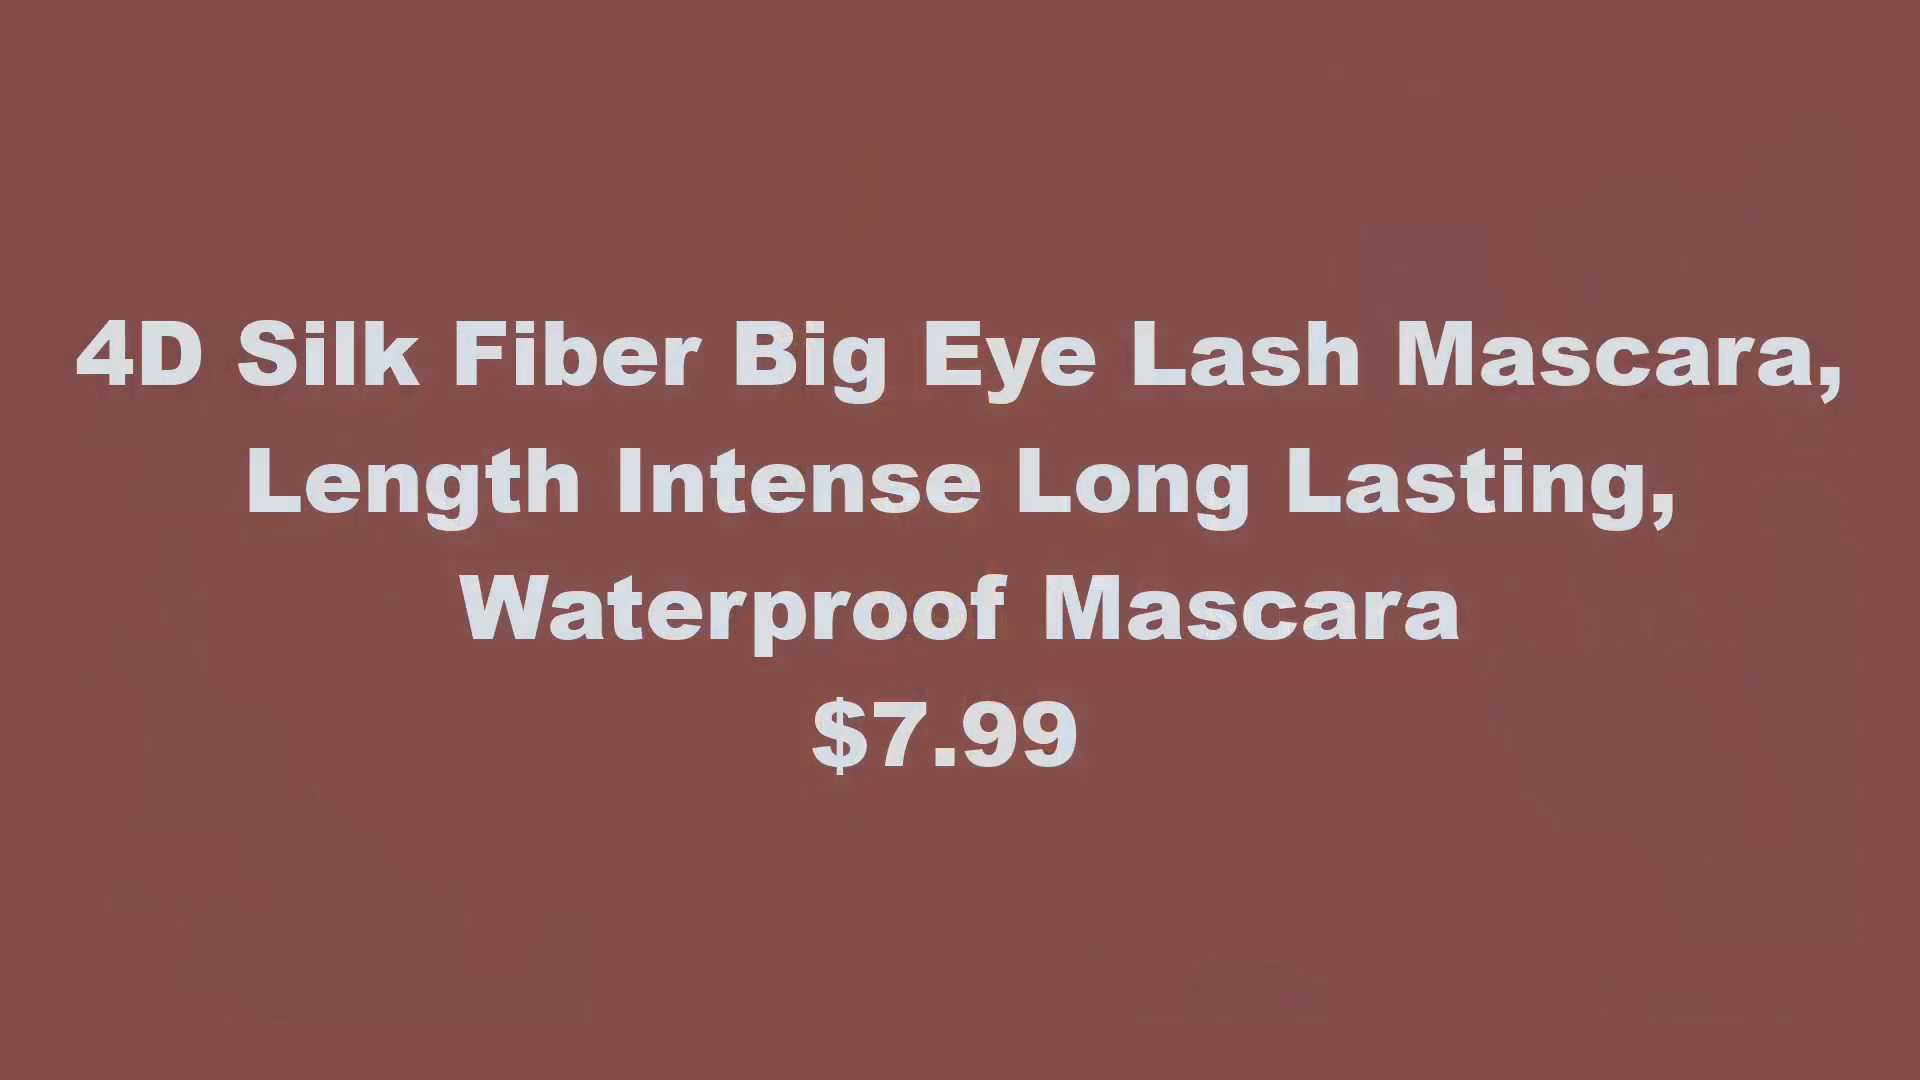 4D Silk Fiber Big Eye Lash Mascara,
Length Intense Long Lasting,
Waterproof Mascara
$7.99